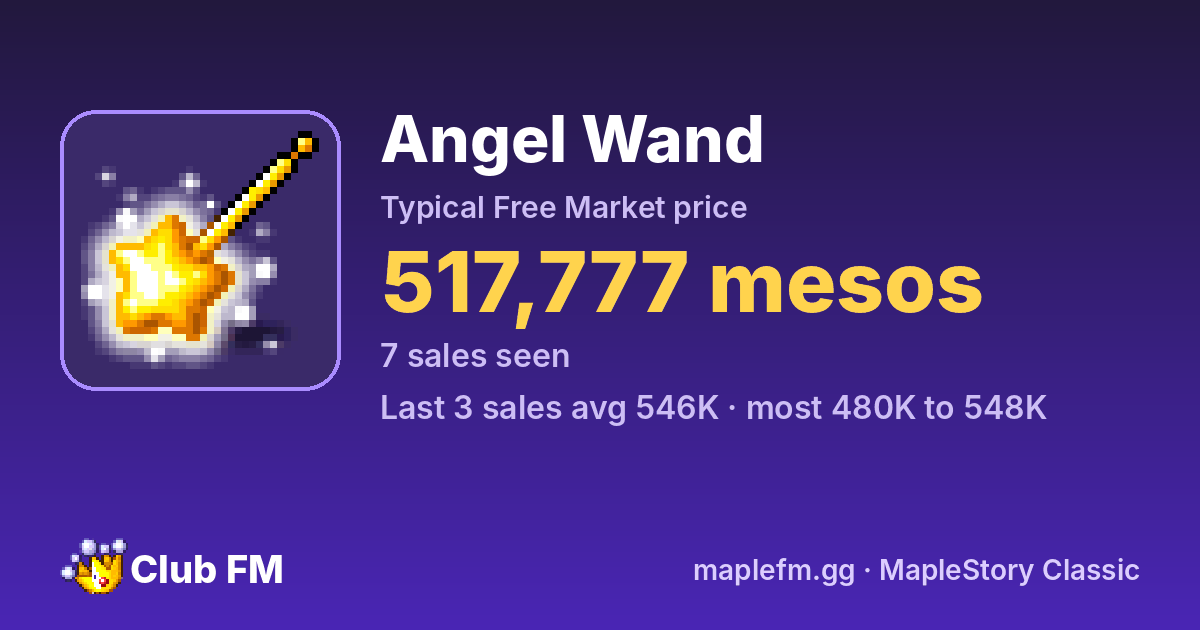 Angel Wand
Typical Free Market price
517,777 mesos
7 sales seen
Last 3 sales avg 546K · most 480K to 548K
Club FM
maplefm.gg · MapleStory Classic